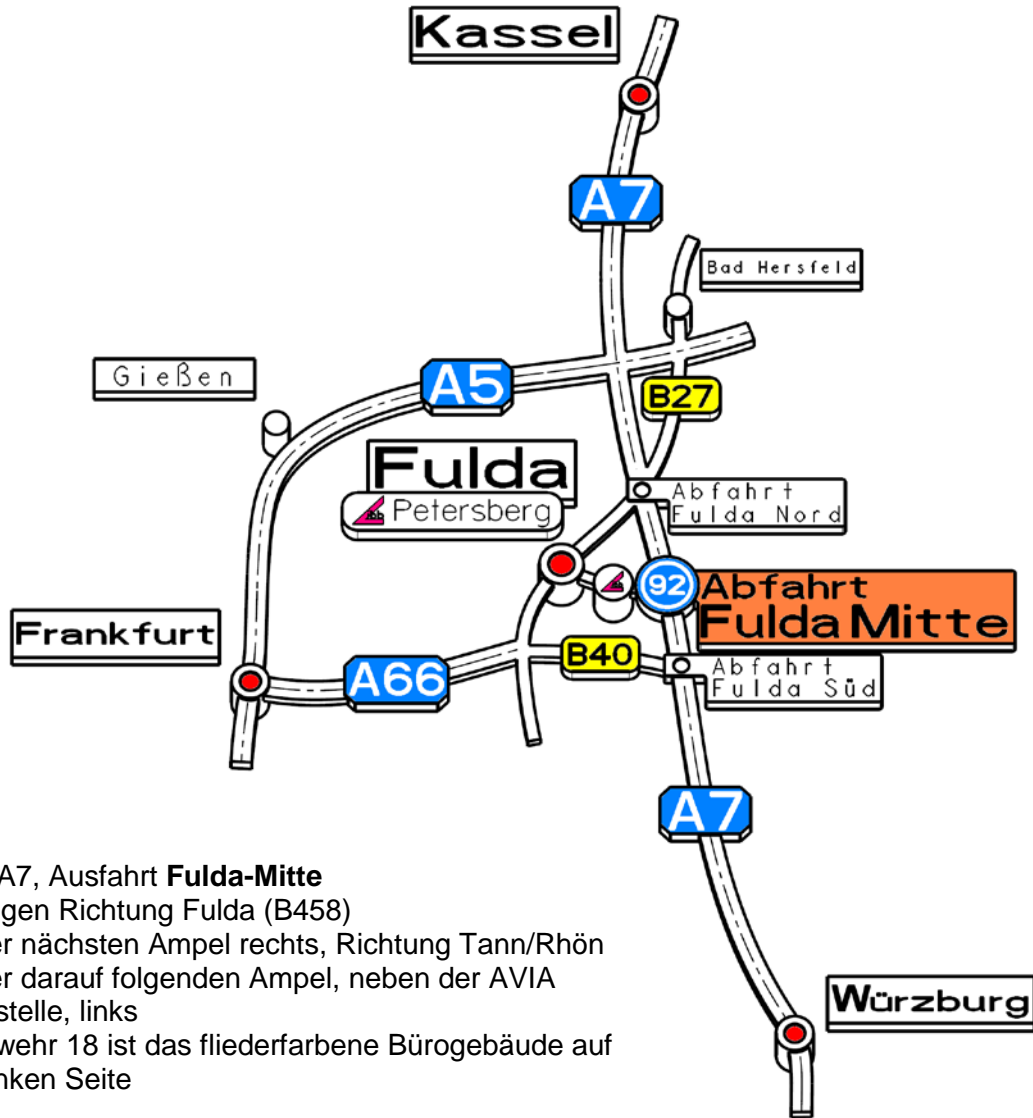 Kassel
A7
Bad Hersfeld
Gießen
A5
B27
Fulda
Petersberg
Abfahrt
Fulda Nord
92
Abfahrt
Fulda Mitte
Frankfurt
A66
B40
Abfahrt
Fulda Süd
A7
A7, Ausfahrt Fulda-Mitte
gen Richtung Fulda (B458)
er nächsten Ampel rechts, Richtung Tann/Rhön
er darauf folgenden Ampel, neben der AVIA
stelle, links
wehr 18 ist das fliederfarbene Bürogebäude auf
nken Seite
Würzburg